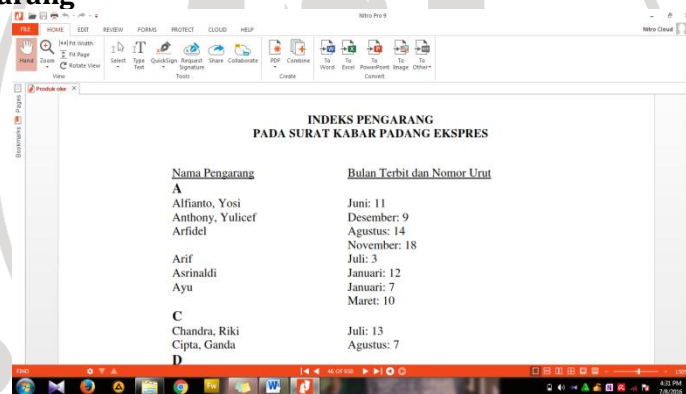 arang
Nitro Pro 9
FILE HOME EDIT REVIEW FORMS PROTECT CLOUD HELP
Nitro Cloud
Hand Zoom Fit Width Fit Page Rotate View
View
Select Type Text QuickSign Request Signature Share Collaborate
Tools
PDF Combine
Create
To Word To Excel To PowerPoint To Image To Other
Convert
Produk oke
Pages
Bookmarks
INDEKS PENGARANG
PADA SURAT KABAR PADANG EKSPRES
Nama Pengarang Bulan Terbit dan Nomor Urut
A
Alfianto, Yosi Juni: 11
Anthony, Yulicef Desember: 9
Arfidel Agustus: 14
November: 18
Arif Juli: 3
Asrinaldi Januari: 12
Ayu Januari: 7
Maret: 10
C
Chandra, Riki Juli: 13
Cipta, Ganda Agustus: 7
D
FIND
4:31 PM
7/8/2016